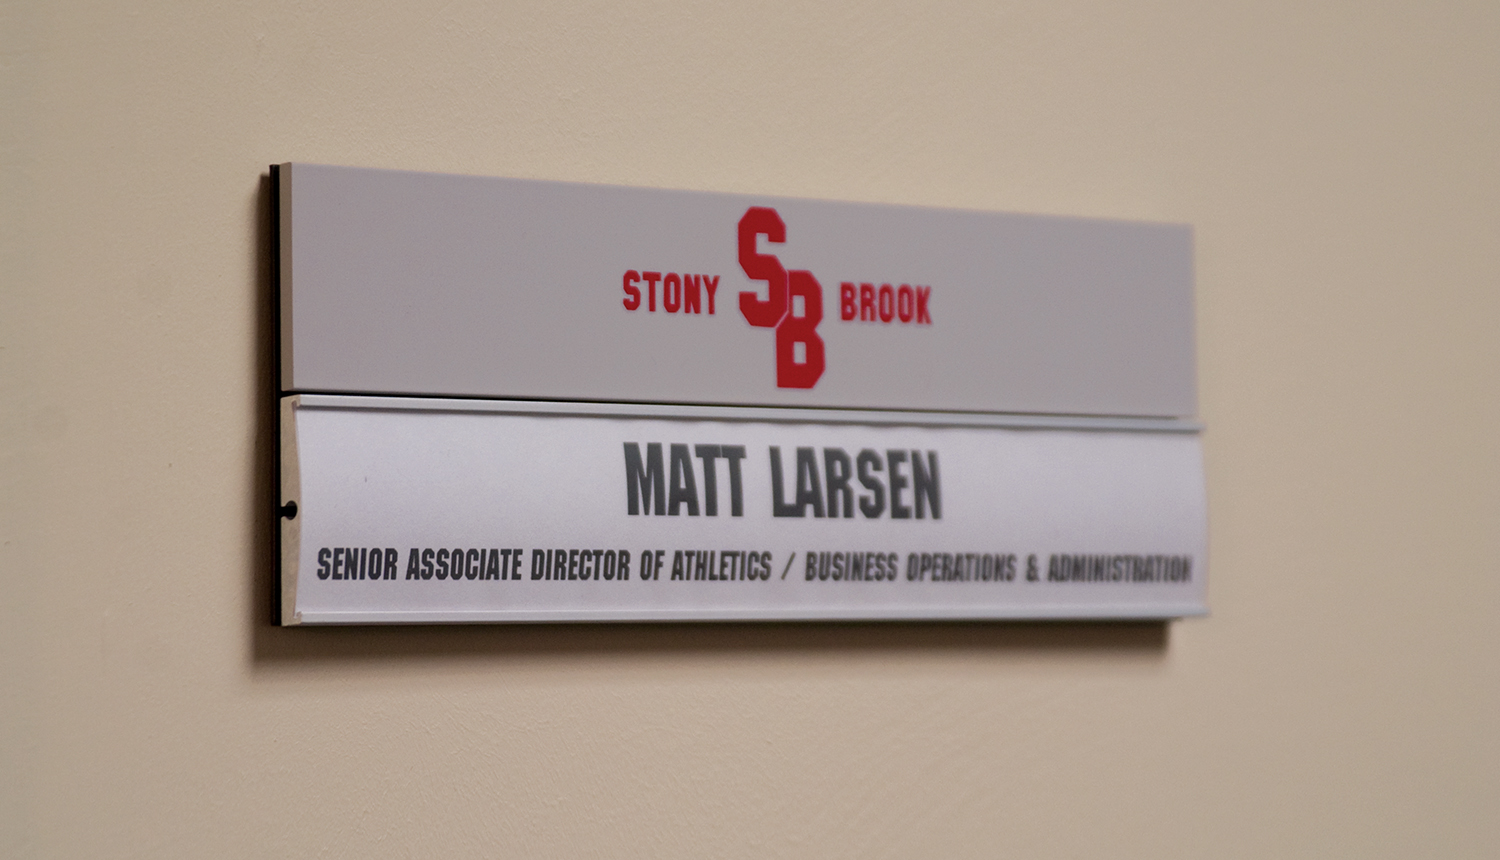 STONY SB BROOK
MATT LARSEN
SENIOR ASSOCIATE DIRECTOR OF ATHLETICS / BUSINESS OPERATIONS & ADMINISTRATION